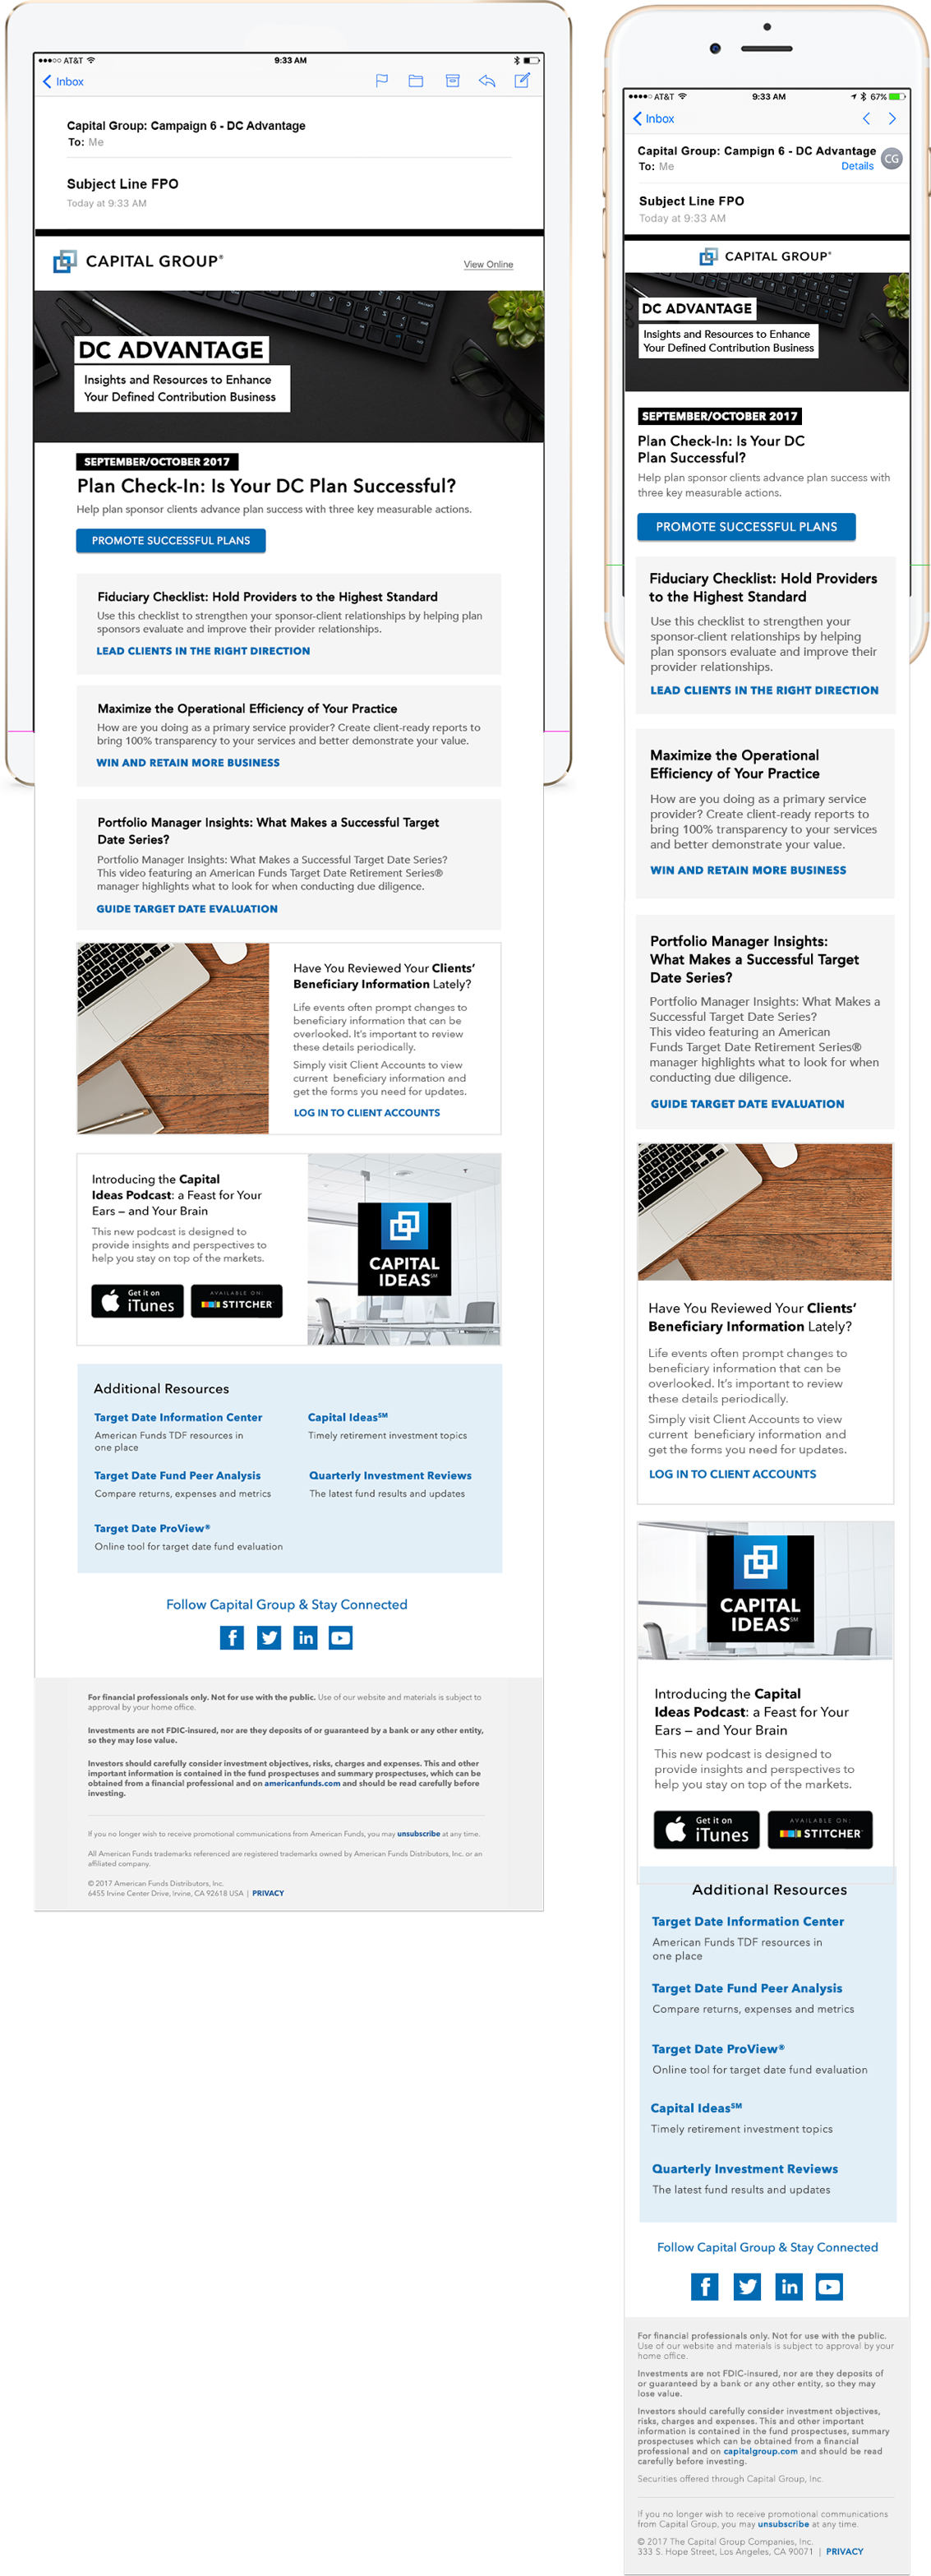 AT&T
9:33 AM
Inbox
Capital Group: Campaign 6 - DC Advantage
To: Me
Subject Line FPO
Today at 9:33 AM
CAPITAL GROUP®
View Online
DC ADVANTAGE
Insights and Resources to Enhance
Your Defined Contribution Business
SEPTEMBER/OCTOBER 2017
Plan Check-In: Is Your DC Plan Successful?
Help plan sponsor clients advance plan success with three key measurable actions.
PROMOTE SUCCESSFUL PLANS
Fiduciary Checklist: Hold Providers to the Highest Standard
Use this checklist to strengthen your sponsor-client relationships by helping plan
sponsors evaluate and improve their provider relationships.
LEAD CLIENTS IN THE RIGHT DIRECTION
Maximize the Operational Efficiency of Your Practice
How are you doing as a primary service provider? Create client-ready reports to
bring 100% transparency to your services and better demonstrate your value.
WIN AND RETAIN MORE BUSINESS
Portfolio Manager Insights: What Makes a Successful Target
Date Series?
Portfolio Manager Insights: What Makes a Successful Target Date Series?
This video featuring an American Funds Target Date Retirement Series®
manager highlights what to look for when conducting due diligence.
GUIDE TARGET DATE EVALUATION
Have You Reviewed Your Clients'
Beneficiary Information Lately?
Life events often prompt changes to
beneficiary information that can be
overlooked. It's important to review
these details periodically.
Simply visit Client Accounts to view
current beneficiary information and
get the forms you need for updates.
LOG IN TO CLIENT ACCOUNTS
Introducing the Capital
Ideas Podcast: a Feast for Your
Ears – and Your Brain
This new podcast is designed to
provide insights and perspectives to
help you stay on top of the markets.
Get it on
iTunes
AVAILABLE ON:
STITCHER
CAPITAL
IDEAS℠
Additional Resources
Target Date Information Center
American Funds TDF resources in
one place
Capital Ideas℠
Timely retirement investment topics
Target Date Fund Peer Analysis
Compare returns, expenses and metrics
Quarterly Investment Reviews
The latest fund results and updates
Target Date ProView®
Online tool for target date fund evaluation
Follow Capital Group & Stay Connected
For financial professionals only. Not for use with the public. Use of our website and materials is subject to
approval by your home office.
Investments are not FDIC-insured, nor are they deposits of or guaranteed by a bank or any other entity,
so they may lose value.
Investors should carefully consider investment objectives, risks, charges and expenses. This and other
important information is contained in the fund prospectuses and summary prospectuses, which can be
obtained from a financial professional and on americanfunds.com and should be read carefully before
investing.
If you no longer wish to receive promotional communications from American Funds, you may unsubscribe at any time.
All American Funds trademarks referenced are registered trademarks owned by American Funds Distributors, Inc. or an
affiliated company.
© 2017 American Funds Distributors, Inc.
6455 Irvine Center Drive, Irvine, CA 92618 USA | PRIVACY
AT&T
9:33 AM
67%
Inbox
Capital Group: Campign 6 - DC Advantage
To: Me
Details
CG
Subject Line FPO
Today at 9:33 AM
CAPITAL GROUP®
DC ADVANTAGE
Insights and Resources to Enhance
Your Defined Contribution Business
SEPTEMBER/OCTOBER 2017
Plan Check-In: Is Your DC
Plan Successful?
Help plan sponsor clients advance plan success with
three key measurable actions.
PROMOTE SUCCESSFUL PLANS
Fiduciary Checklist: Hold Providers
to the Highest Standard
Use this checklist to strengthen your
sponsor-client relationships by helping
plan sponsors evaluate and improve their
provider relationships.
LEAD CLIENTS IN THE RIGHT DIRECTION
Maximize the Operational
Efficiency of Your Practice
How are you doing as a primary service
provider? Create client-ready reports to
bring 100% transparency to your services
and better demonstrate your value.
WIN AND RETAIN MORE BUSINESS
Portfolio Manager Insights:
What Makes a Successful Target
Date Series?
Portfolio Manager Insights: What Makes a
Successful Target Date Series?
This video featuring an American
Funds Target Date Retirement Series®
manager highlights what to look for when
conducting due diligence.
GUIDE TARGET DATE EVALUATION
Have You Reviewed Your Clients'
Beneficiary Information Lately?
Life events often prompt changes to
beneficiary information that can be
overlooked. It's important to review
these details periodically.
Simply visit Client Accounts to view
current beneficiary information and
get the forms you need for updates.
LOG IN TO CLIENT ACCOUNTS
CAPITAL
IDEAS℠
Introducing the Capital
Ideas Podcast: a Feast for Your
Ears – and Your Brain
This new podcast is designed to
provide insights and perspectives to
help you stay on top of the markets.
Get it on
iTunes
AVAILABLE ON:
STITCHER
Additional Resources
Target Date Information Center
American Funds TDF resources in
one place
Target Date Fund Peer Analysis
Compare returns, expenses and metrics
Target Date ProView®
Online tool for target date fund evaluation
Capital Ideas℠
Timely retirement investment topics
Quarterly Investment Reviews
The latest fund results and updates
Follow Capital Group & Stay Connected
For financial professionals only. Not for use with the public.
Use of our website and materials is subject to approval by your
home office.
Investments are not FDIC-insured, nor are they deposits of
or guaranteed by a bank or any other entity, so they may
lose value.
Investors should carefully consider investment objectives,
risks, charges and expenses. This and other important
information is contained in the fund prospectuses, summary
prospectuses which can be obtained from a financial
professional and on capitalgroup.com and should be read
carefully before investing.
Securities offered through Capital Group, Inc.
If you no longer wish to receive promotional communications
from Capital Group, you may unsubscribe at any time.
© 2017 The Capital Group Companies, Inc.
333 S. Hope Street, Los Angeles, CA 90071 | PRIVACY